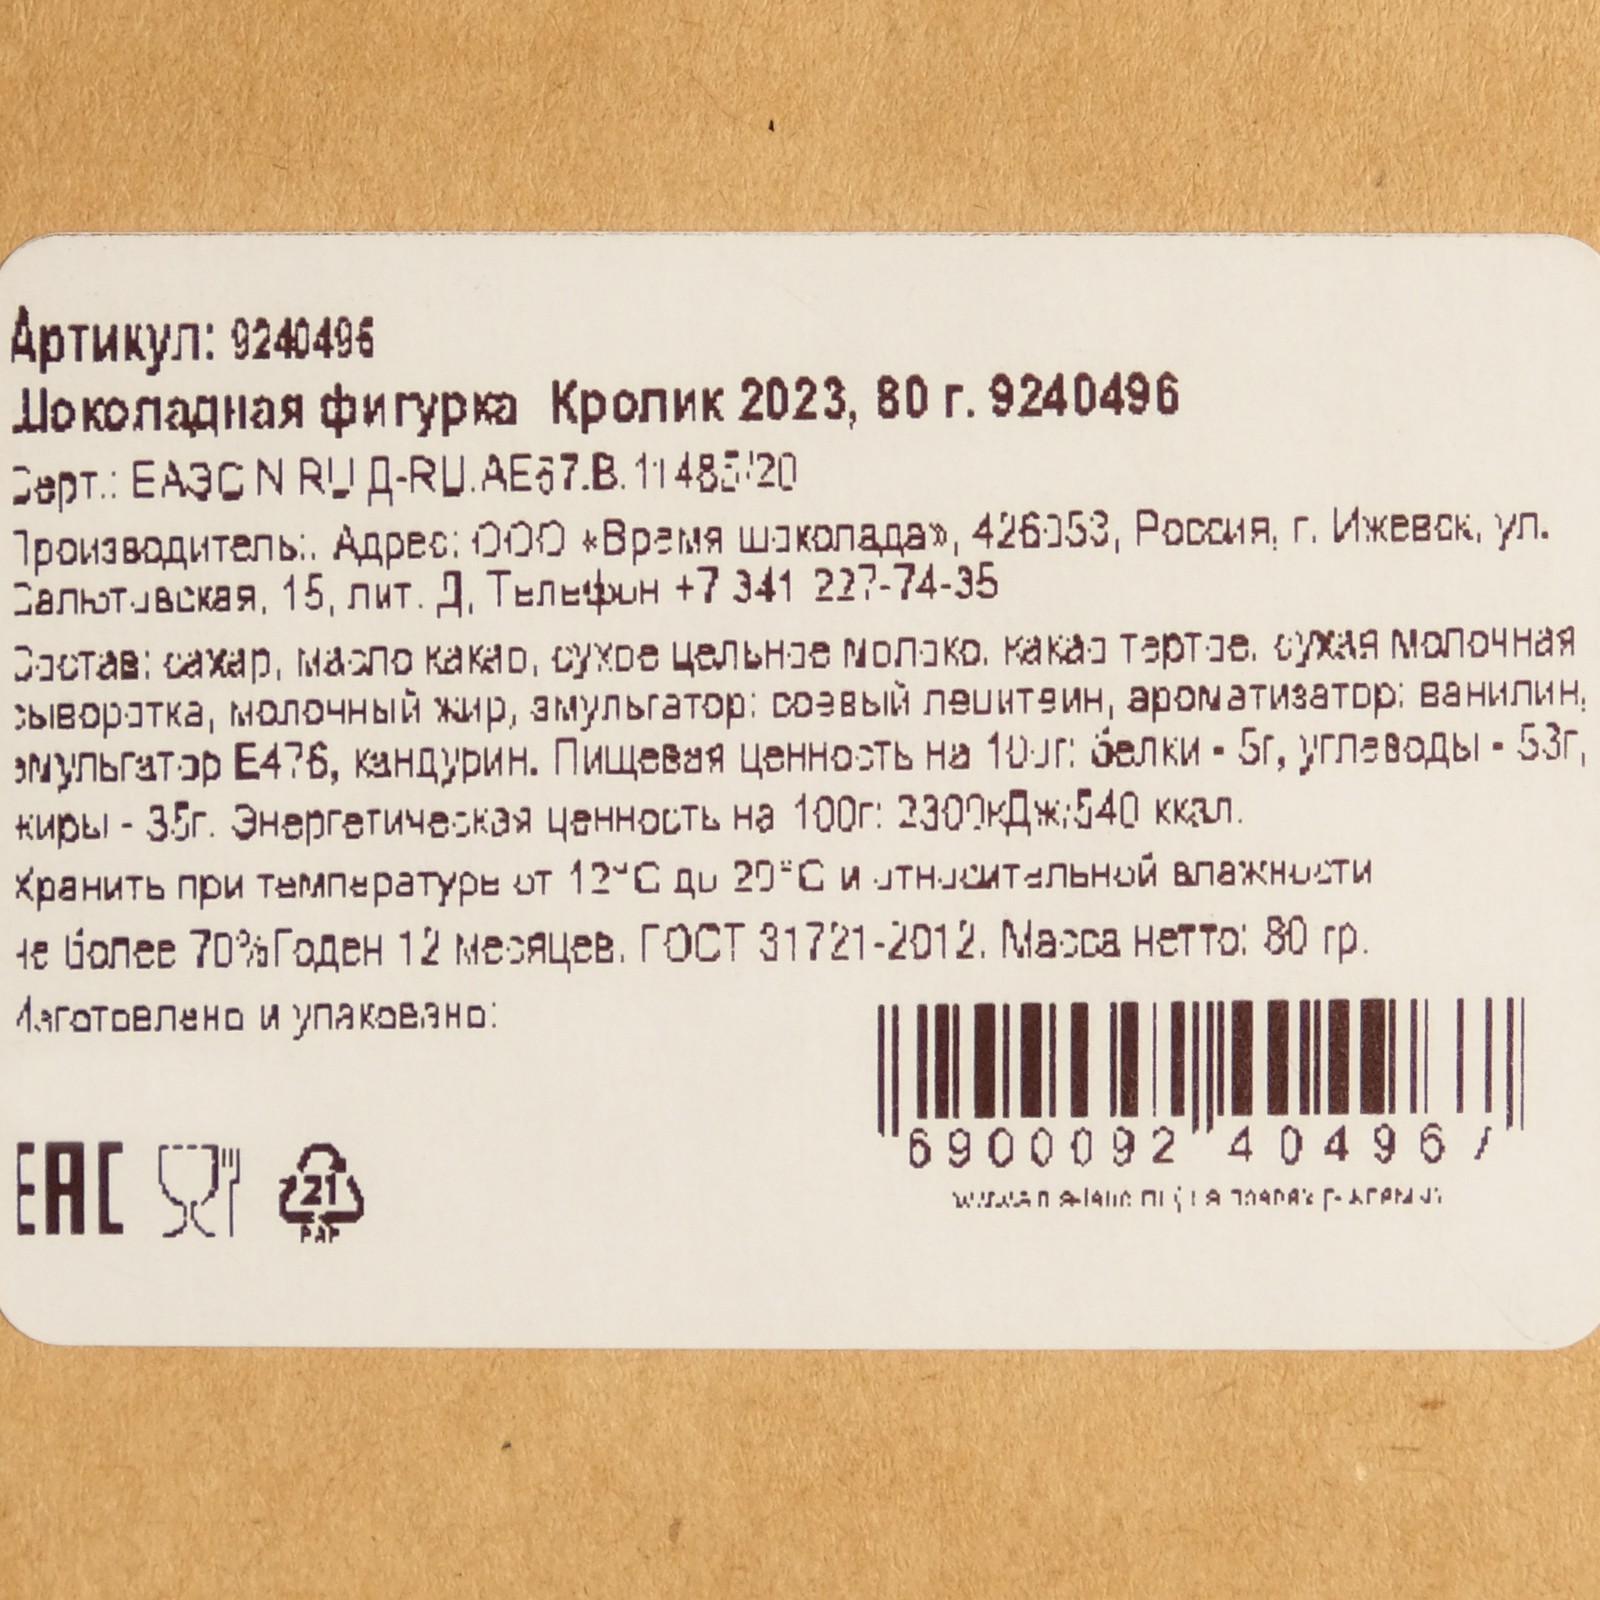 Артикул: 9240496
Шоколадная фигурка Кролик 2023, 80 г. 9240496
Серт.: ЕАЭС N RU Д-RU.АЕ67.В.11485/20
Производитель:. Адрес: ООО «Время шоколада», 426053, Россия, г. Ижевск, ул.
Салютовская, 15, лит. Д, Телефон +7 341 227-74-35
Состав: сахар, масло какао, сухое цельное молоко, какао тертое, сухая молочная
сыворотка, молочный жир, эмульгатор: соевый лецитин, ароматизатор: ванилин,
эмульгатор Е476, кандурин. Пищевая ценность на 100г: белки - 5г, углеводы - 53г,
жиры - 35г. Энергетическая ценность на 100г: 2300кДж/540 ккал.
Хранить при температуре от 12°С до 20°С и относительной влажности
не более 70%Годен 12 месяцев. ГОСТ 31721-2012. Масса нетто: 80 гр.
Изготовлено и упаковано:
6900092 404967
EAC
21
PAP